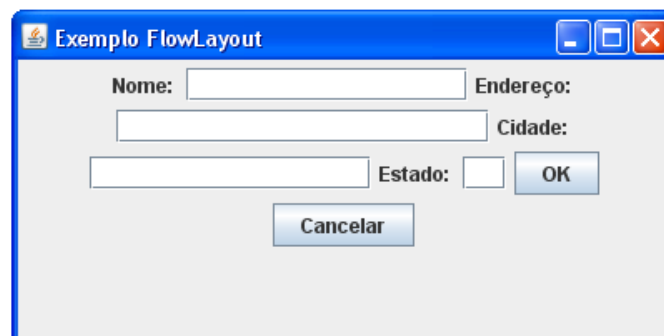 Exemplo FlowLayout
Nome: Endereço:
Cidade:
Estado: OK
Cancelar